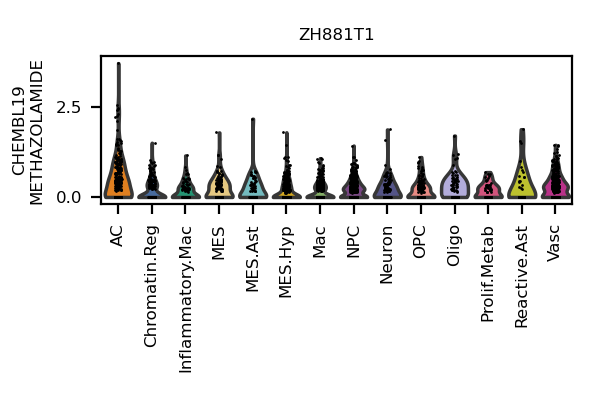 ZH881T1
CHEMBL19
METHAZOLAMIDE
2.5
0.0
AC
Chromatin.Reg
Inflammatory.Mac
MES
MES.Ast
MES.Hyp
Mac
NPC
Neuron
OPC
Oligo
Prolif.Metab
Reactive.Ast
Vasc